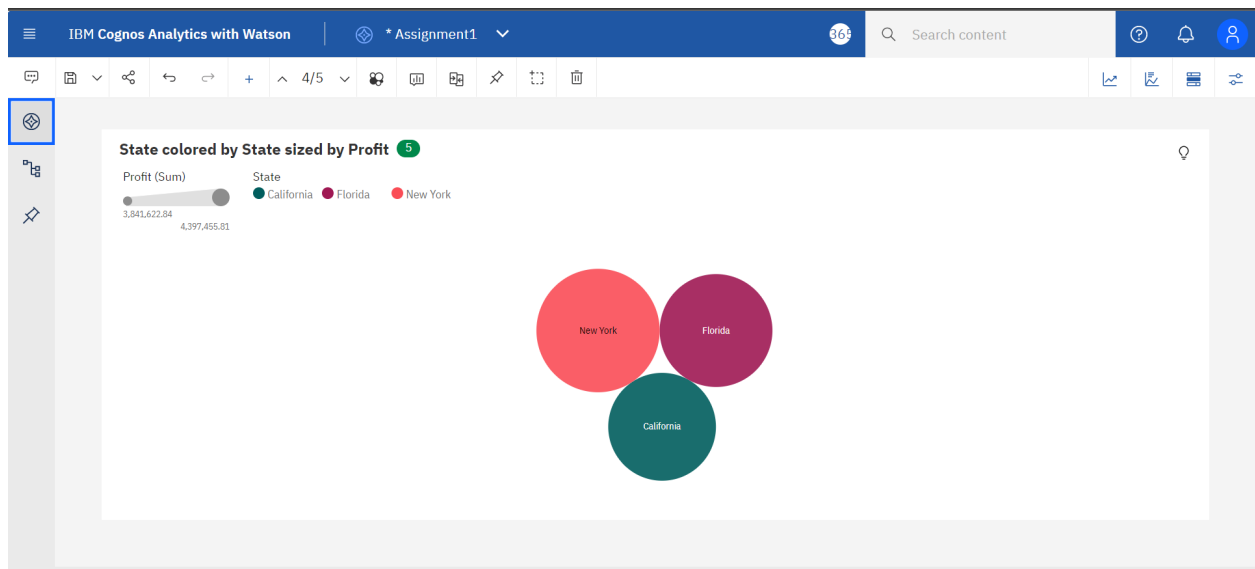 IBM Cognos Analytics with Watson
* Assignment1
365
Search content
4/5
State colored by State sized by Profit 5
Profit (Sum)
State
California Florida New York
3,841,622.84
4,397,455.81
New York
Florida
California